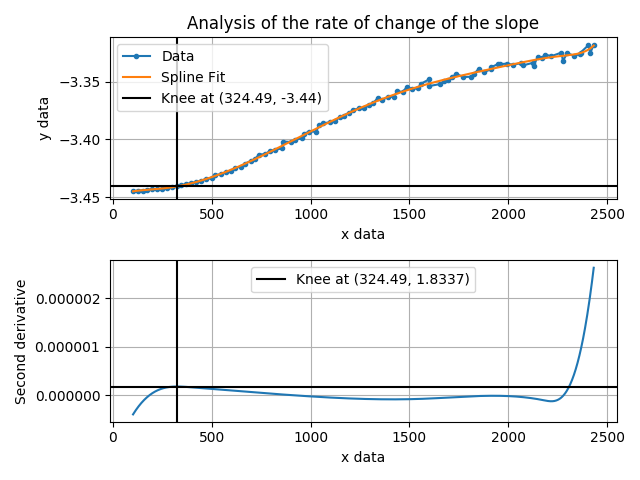 Analysis of the rate of change of the slope
Data
Spline Fit
Knee at (324.49, -3.44)
y data
−3.35
−3.40
−3.45
0
500
1000
1500
2000
2500
x data
Knee at (324.49, 1.8337)
Second derivative
0.000002
0.000001
0.000000
0
500
1000
1500
2000
2500
x data